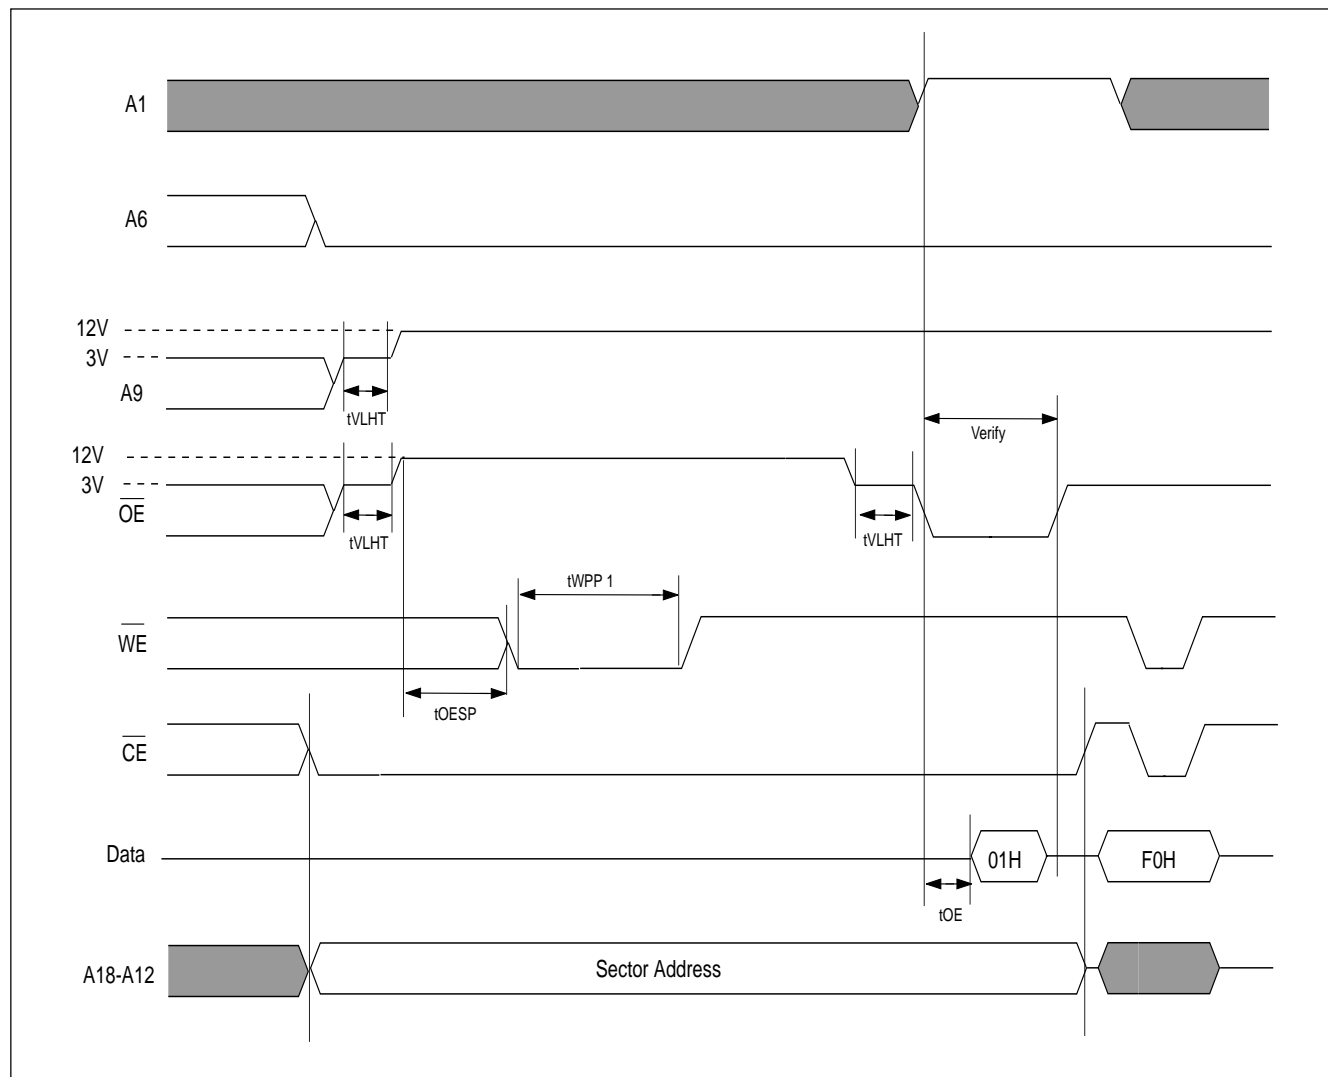 A1
A6
12V
3V
A9
tVLHT
Verify
12V
3V
OE
tVLHT
tVLHT
tWPP 1
WE
tOESP
CE
Data
01H
F0H
tOE
A18-A12
Sector Address